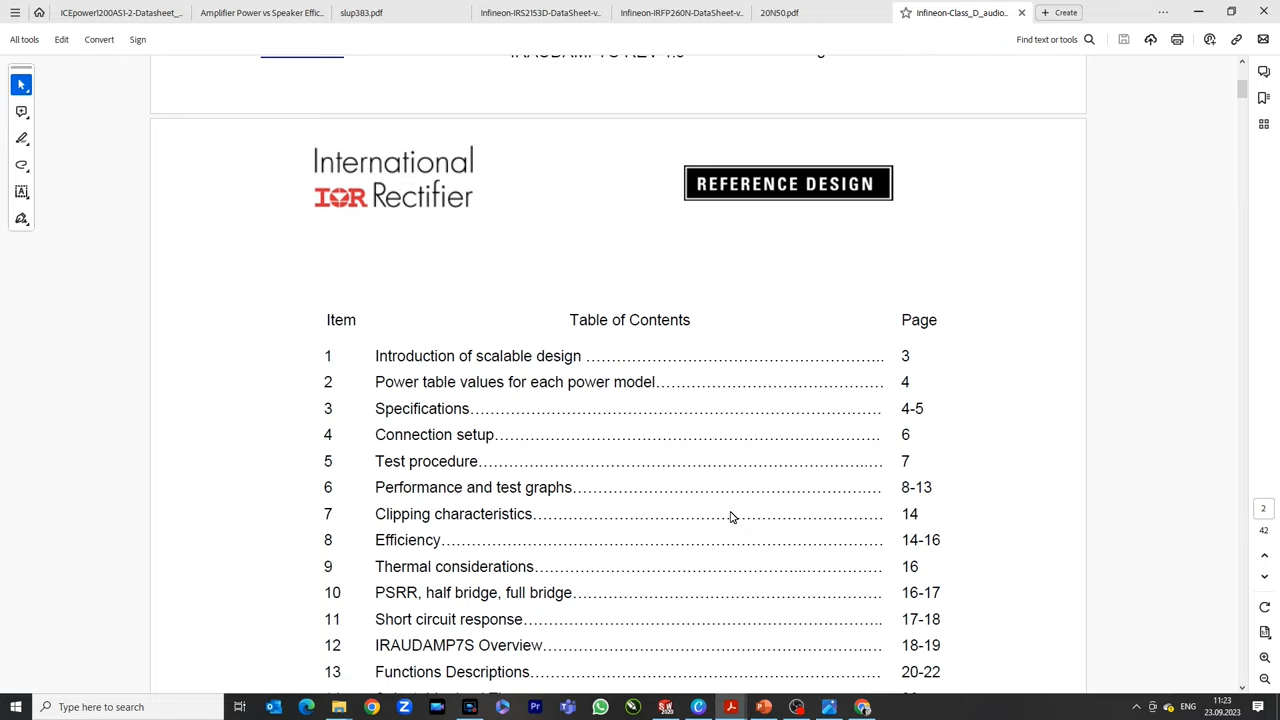 ICEpower1200AS1-2-Datasheet_...
Amplifier Power vs Speaker Effic...
slup383.pdf
Infineon-IRS2153D-DataSheet-v...
Infineon-IRFP260N-DataSheet-v...
20N50.pdf
Infineon-Class_D_audio...
Create
All tools
Edit
Convert
Sign
Find text or tools
International
IOR Rectifier
REFERENCE DESIGN
Item Table of Contents Page
1 Introduction of scalable design ……………………………………………….. 3
2 Power table values for each power model……………………………………… 4
3 Specifications…………………………………………………………………… 4-5
4 Connection setup……………………………………………………………….. 6
5 Test procedure…………………………………………………………………..… 7
6 Performance and test graphs…………………………………………………… 8-13
7 Clipping characteristics………………………………………………………… 14
8 Efficiency……………………………………………………………………… 14-16
9 Thermal considerations……………………………………………………...…… 16
10 PSRR, half bridge, full bridge…………………………………………………… 16-17
11 Short circuit response………………………………………………………….. 17-18
12 IRAUDAMP7S Overview…………………………………………………………..… 18-19
13 Functions Descriptions………………………………………………………… 20-22
2
42
Type here to search
ENG
11:23
23.09.2023